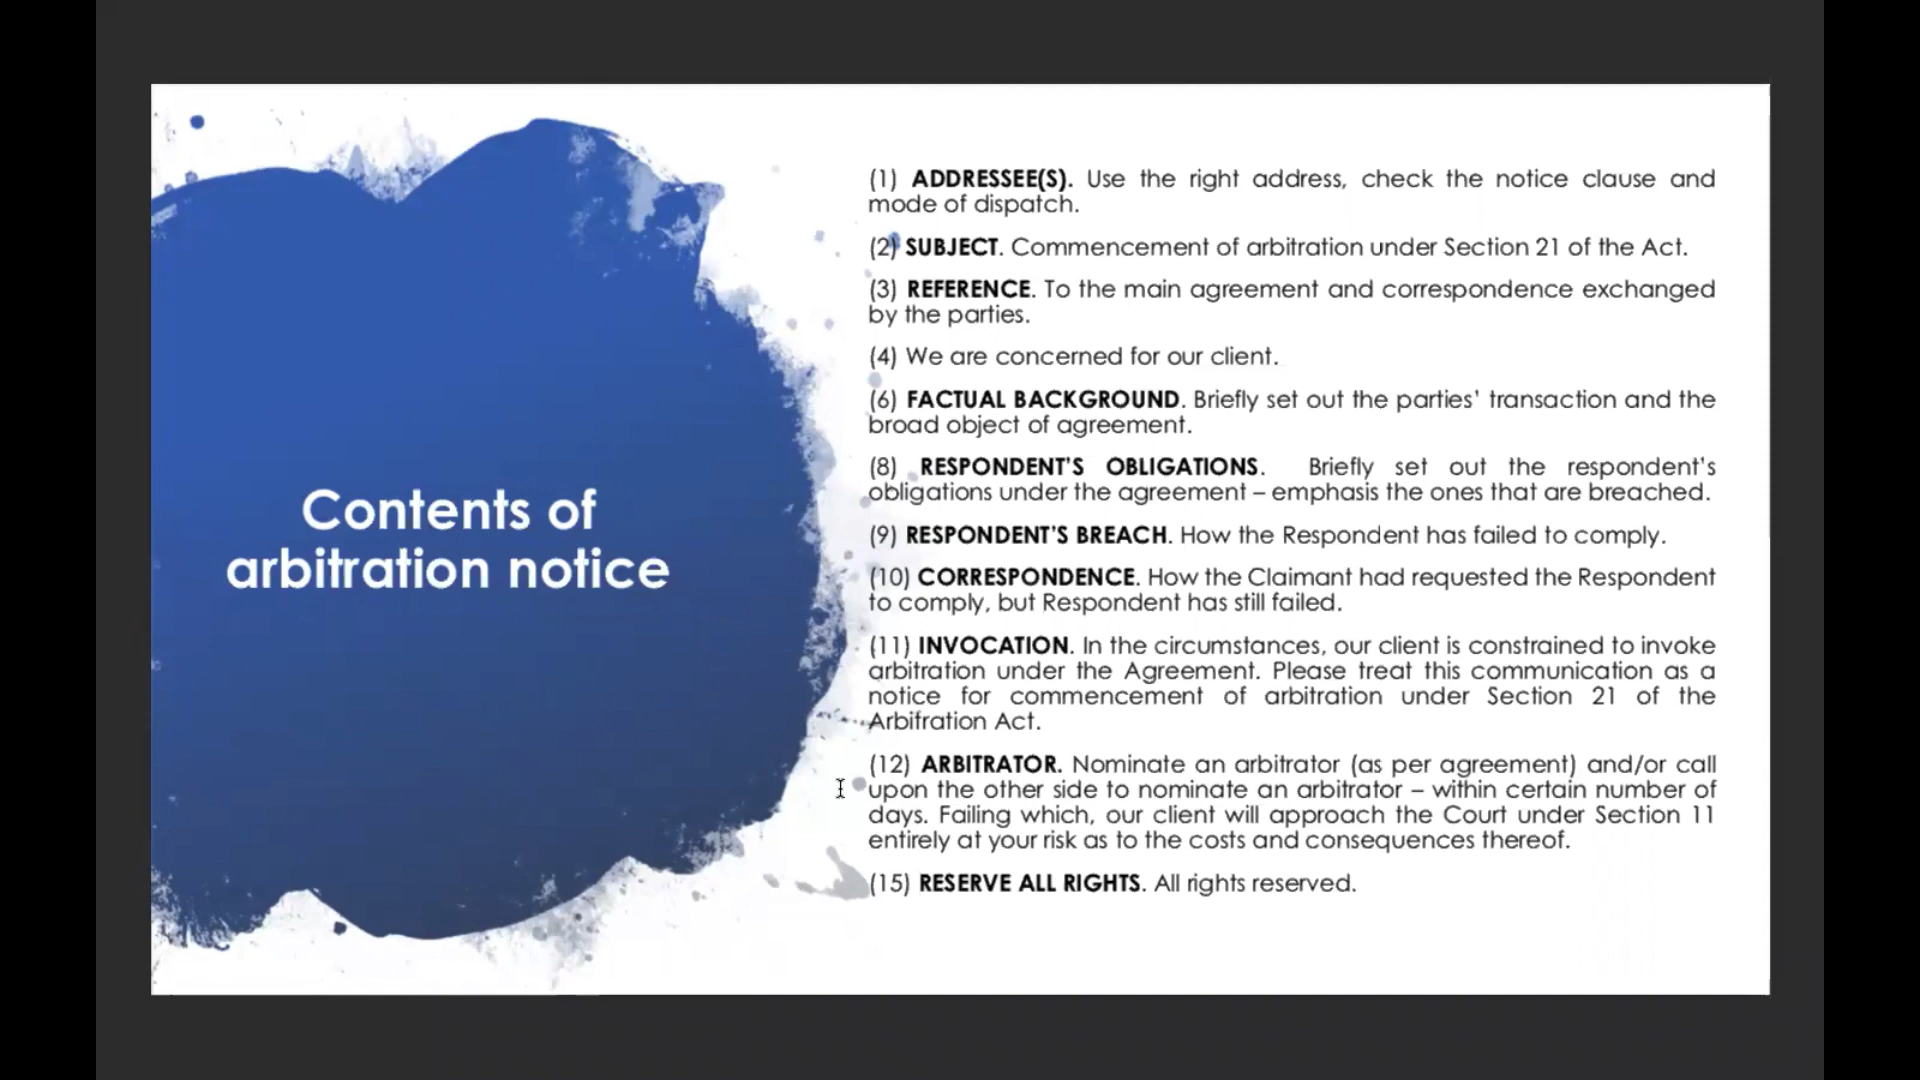 Contents of
arbitration notice
(1) ADDRESSEE(S). Use the right address, check the notice clause and
mode of dispatch.
(2) SUBJECT. Commencement of arbitration under Section 21 of the Act.
(3) REFERENCE. To the main agreement and correspondence exchanged
by the parties.
(4) We are concerned for our client.
(6) FACTUAL BACKGROUND. Briefly set out the parties' transaction and the
broad object of agreement.
(8) RESPONDENT'S OBLIGATIONS. Briefly set out the respondent's
obligations under the agreement – emphasis the ones that are breached.
(9) RESPONDENT'S BREACH. How the Respondent has failed to comply.
(10) CORRESPONDENCE. How the Claimant had requested the Respondent
to comply, but Respondent has still failed.
(11) INVOCATION. In the circumstances, our client is constrained to invoke
arbitration under the Agreement. Please treat this communication as a
notice for commencement of arbitration under Section 21 of the
Arbitration Act.
(12) ARBITRATOR. Nominate an arbitrator (as per agreement) and/or call
upon the other side to nominate an arbitrator – within certain number of
days. Failing which, our client will approach the Court under Section 11
entirely at your risk as to the costs and consequences thereof.
(15) RESERVE ALL RIGHTS. All rights reserved.